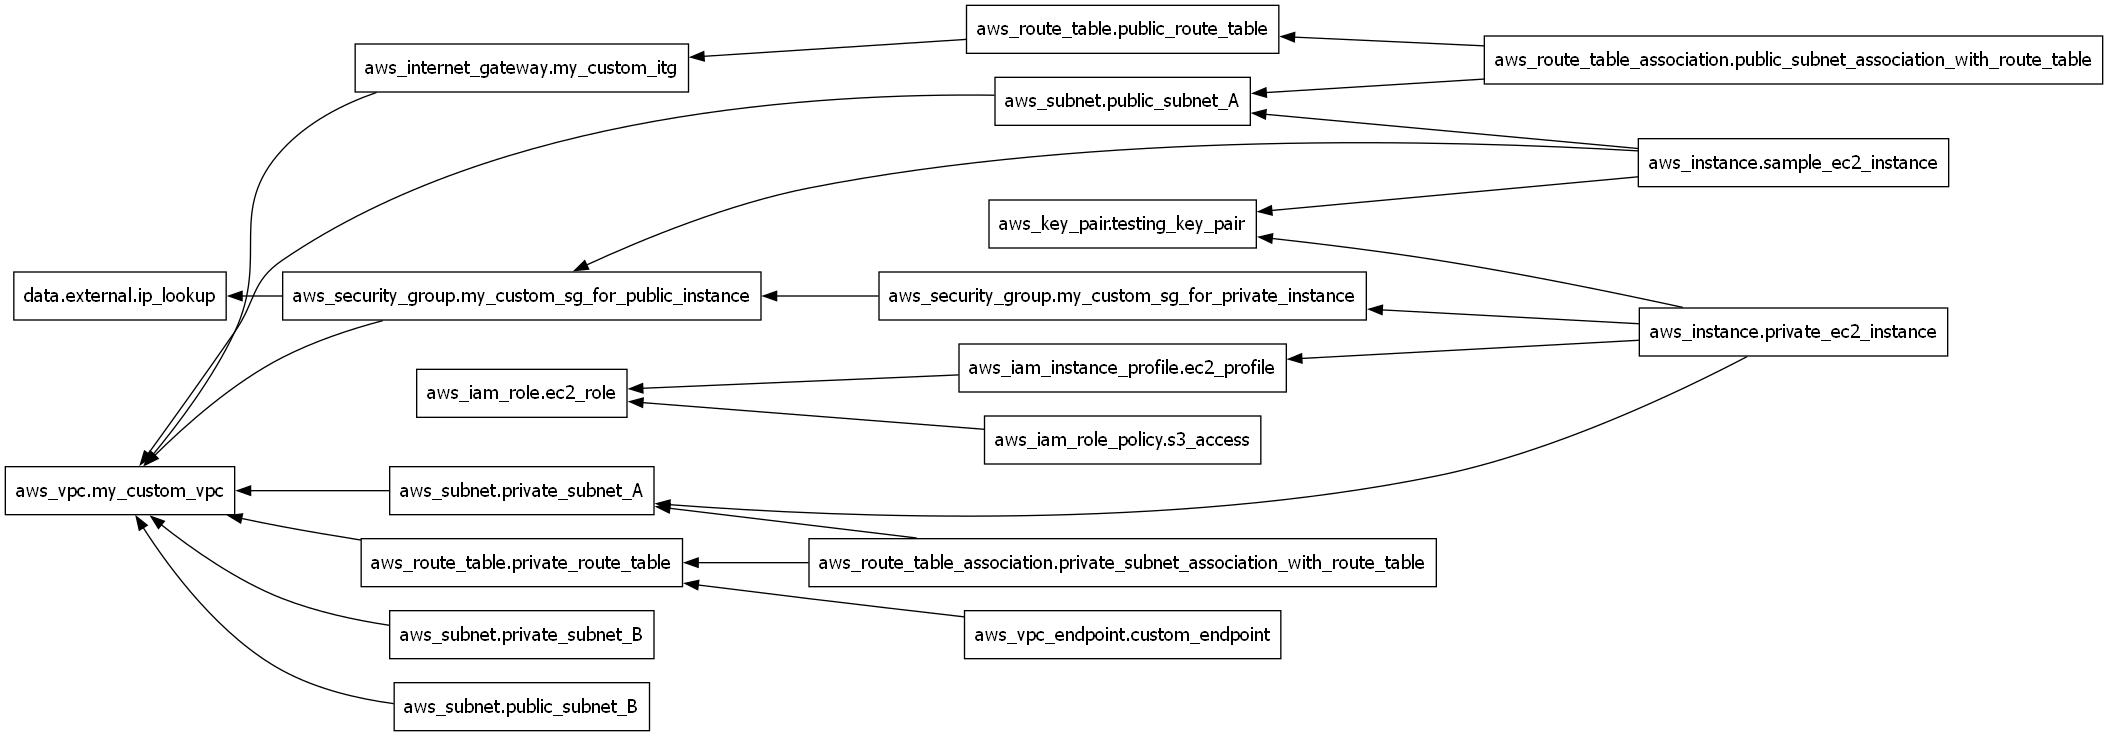 aws_route_table.public_route_table
aws_internet_gateway.my_custom_itg
aws_route_table_association.public_subnet_association_with_route_table
aws_subnet.public_subnet_A
aws_instance.sample_ec2_instance
aws_key_pair.testing_key_pair
data.external.ip_lookup
aws_security_group.my_custom_sg_for_public_instance
aws_security_group.my_custom_sg_for_private_instance
aws_instance.private_ec2_instance
aws_iam_instance_profile.ec2_profile
aws_iam_role.ec2_role
aws_iam_role_policy.s3_access
aws_vpc.my_custom_vpc
aws_subnet.private_subnet_A
aws_route_table.private_route_table
aws_route_table_association.private_subnet_association_with_route_table
aws_subnet.private_subnet_B
aws_vpc_endpoint.custom_endpoint
aws_subnet.public_subnet_B